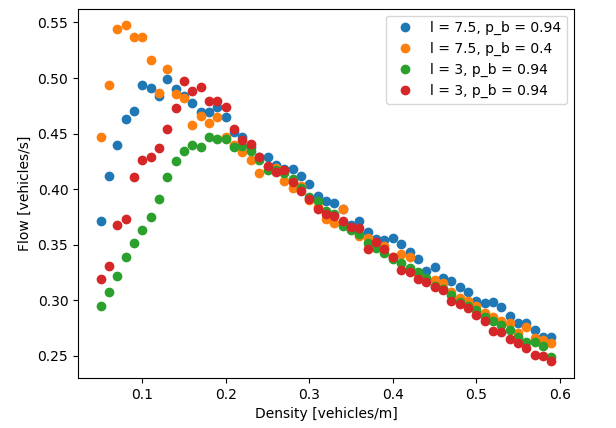 0.55
0.50
0.45
0.40
0.35
0.30
0.25
Flow [vehicles/s]
l = 7.5, p_b = 0.94
l = 7.5, p_b = 0.4
l = 3, p_b = 0.94
l = 3, p_b = 0.94
0.1 0.2 0.3 0.4 0.5 0.6
Density [vehicles/m]